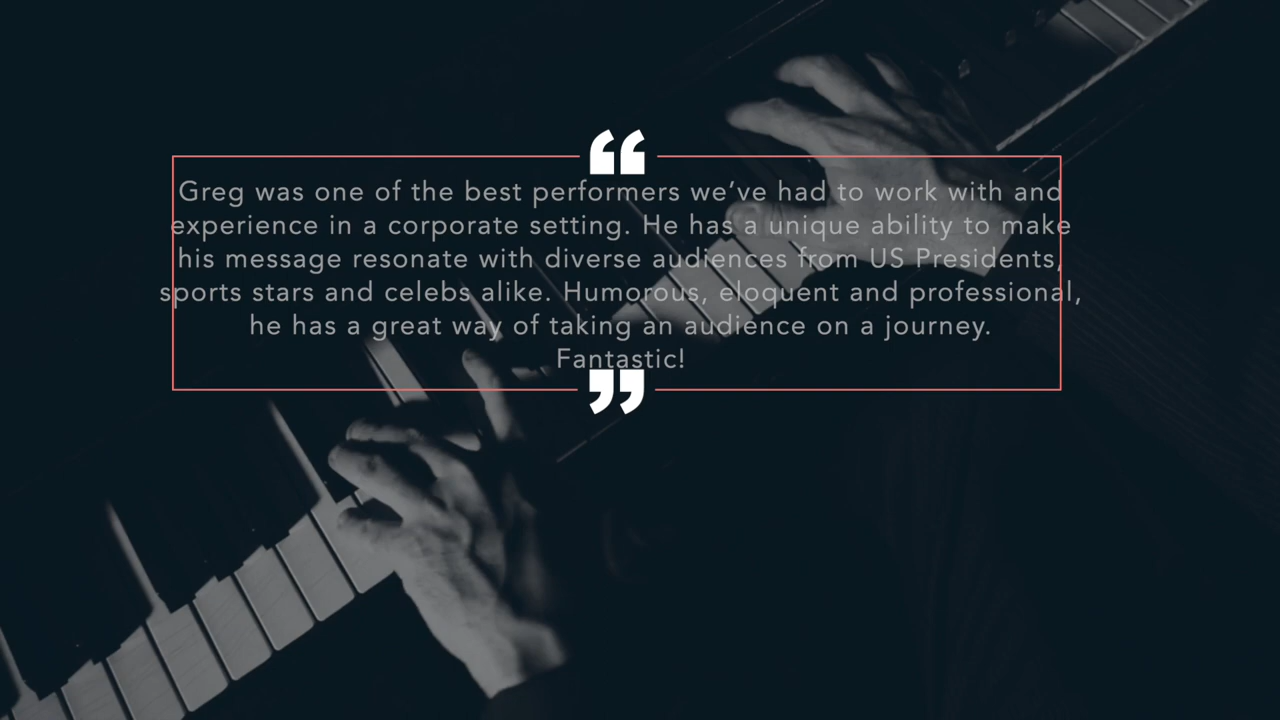 “
Greg was one of the best performers we’ve had to work with and
experience in a corporate setting. He has a unique ability to make
his message resonate with diverse audiences from US Presidents,
sports stars and celebs alike. Humorous, eloquent and professional,
he has a great way of taking an audience on a journey.
Fantastic!
”